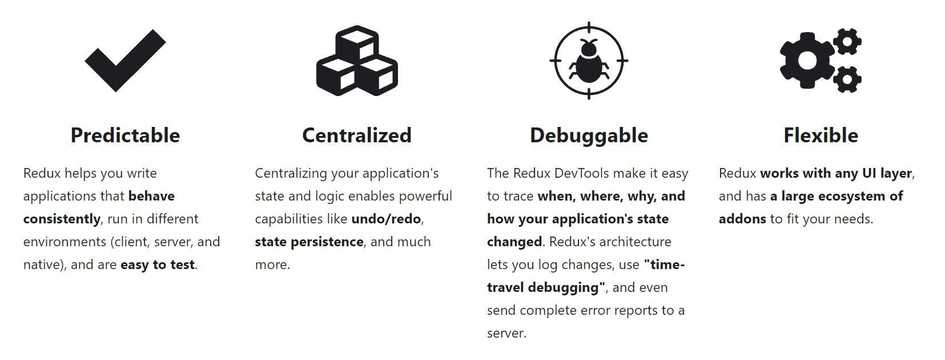 Predictable
Redux helps you write
applications that behave
consistently, run in different
environments (client, server, and
native), and are easy to test.
Centralized
Centralizing your application's
state and logic enables powerful
capabilities like undo/redo,
state persistence, and much
more.
Debuggable
The Redux DevTools make it easy
to trace when, where, why, and
how your application's state
changed. Redux's architecture
lets you log changes, use "time-
travel debugging", and even
send complete error reports to a
server.
Flexible
Redux works with any UI layer,
and has a large ecosystem of
addons to fit your needs.